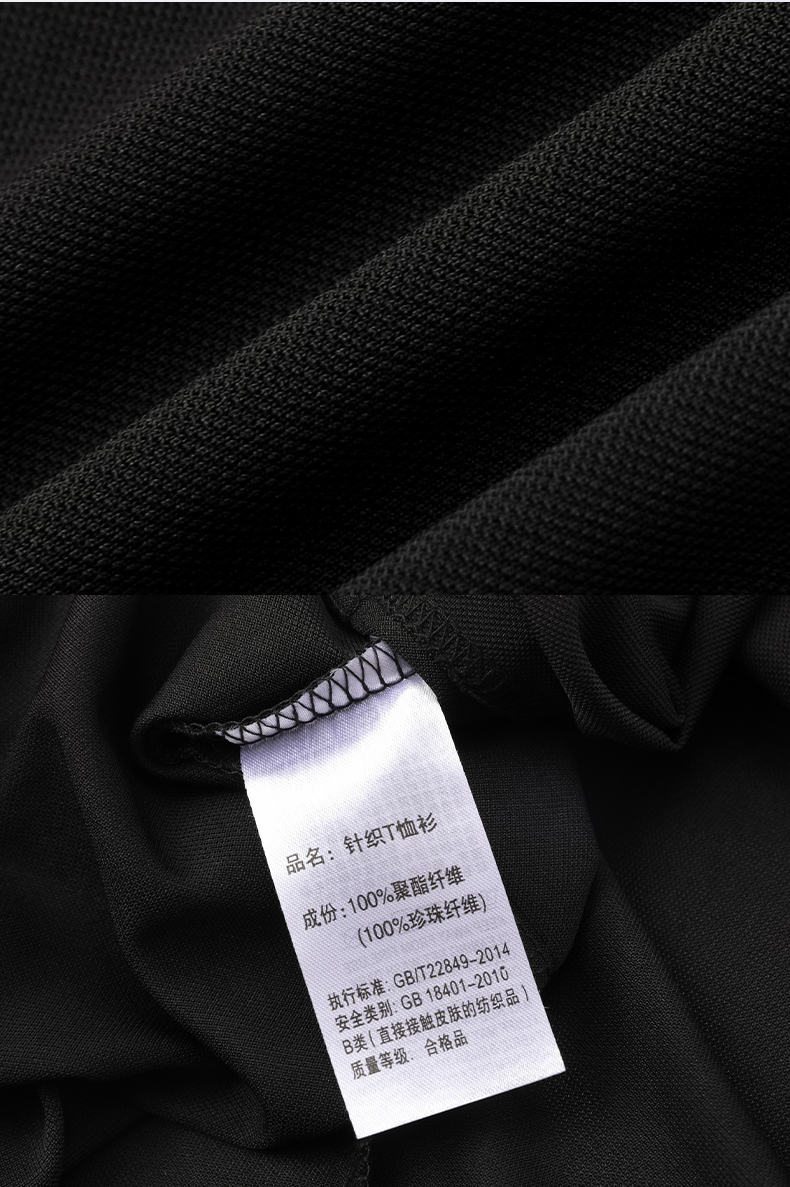 品名：针织T恤衫
成份：100%聚酯纤维
(100%珍珠纤维)
执行标准: GB/T22849-2014
安全类别: GB 18401-2010
B类(直接接触皮肤的纺织品)
质量等级: 合格品